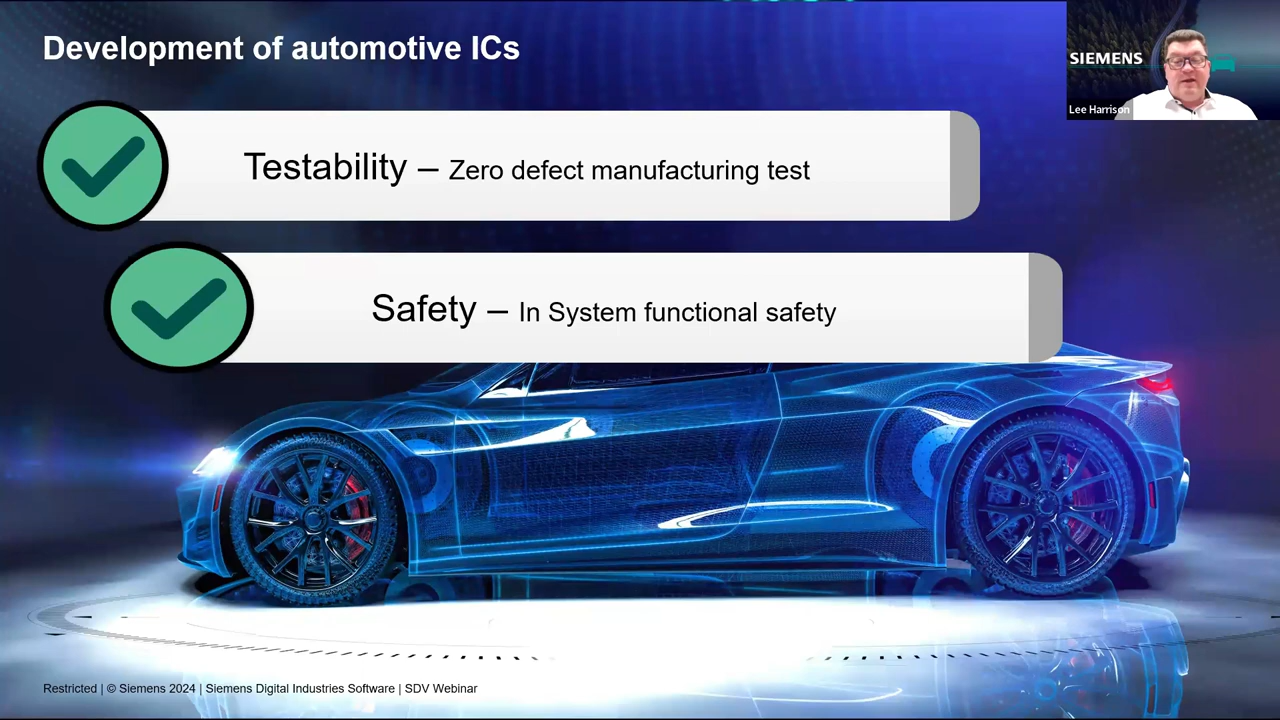 Development of automotive ICs
SIEMENS
Lee Harrison
Testability – Zero defect manufacturing test
Safety – In System functional safety
Restricted | © Siemens 2024 | Siemens Digital Industries Software | SDV Webinar